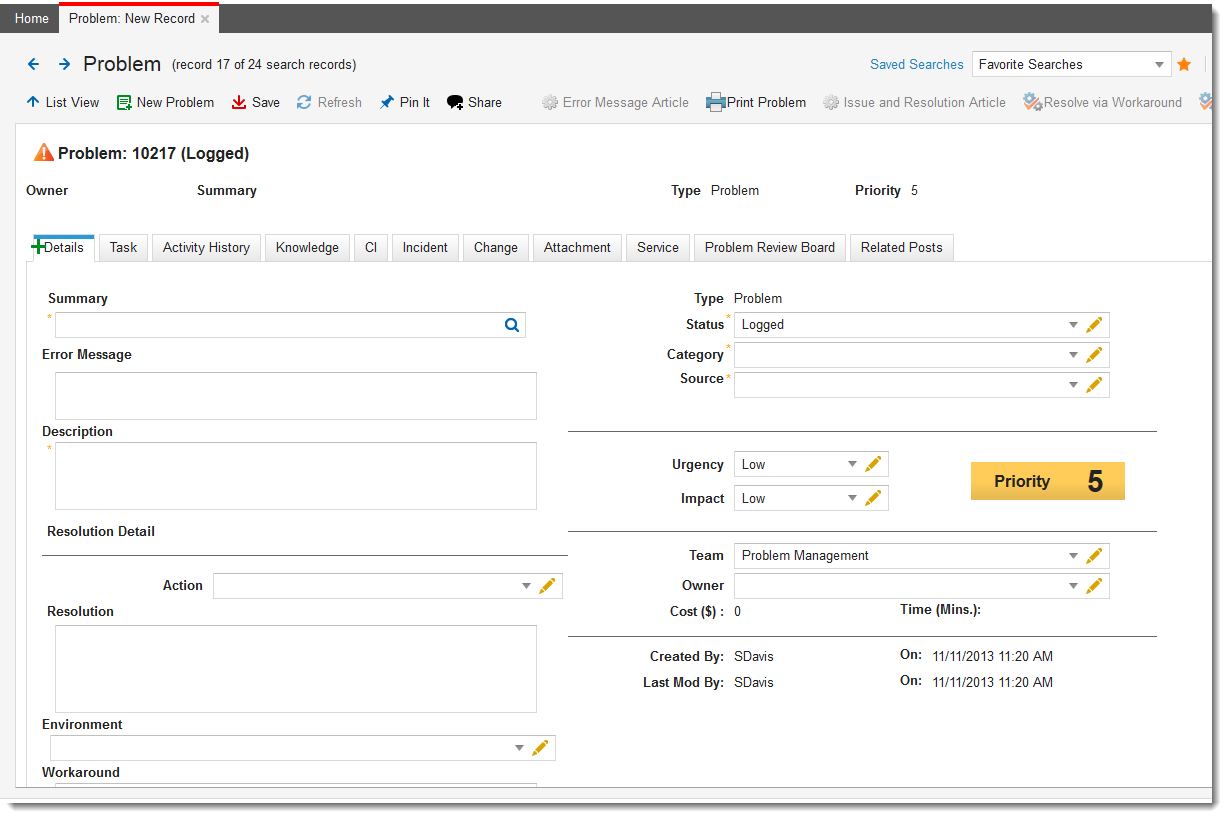 Home Problem: New Record ×
Problem (record 17 of 24 search records) Saved Searches Favorite Searches
List View New Problem Save Refresh Pin It Share Error Message Article Print Problem Issue and Resolution Article Resolve via Workaround
Problem: 10217 (Logged)
Owner Summary Type Problem Priority 5
Details Task Activity History Knowledge CI Incident Change Attachment Service Problem Review Board Related Posts
Summary
*
Error Message
Description
*
Resolution Detail
Action
Resolution
Environment
Workaround
Type Problem
Status * Logged
Category *
Source *
Urgency Low
Impact Low
Priority 5
Team Problem Management
Owner
Cost ($) : 0 Time (Mins.):
Created By: SDavis On: 11/11/2013 11:20 AM
Last Mod By: SDavis On: 11/11/2013 11:20 AM